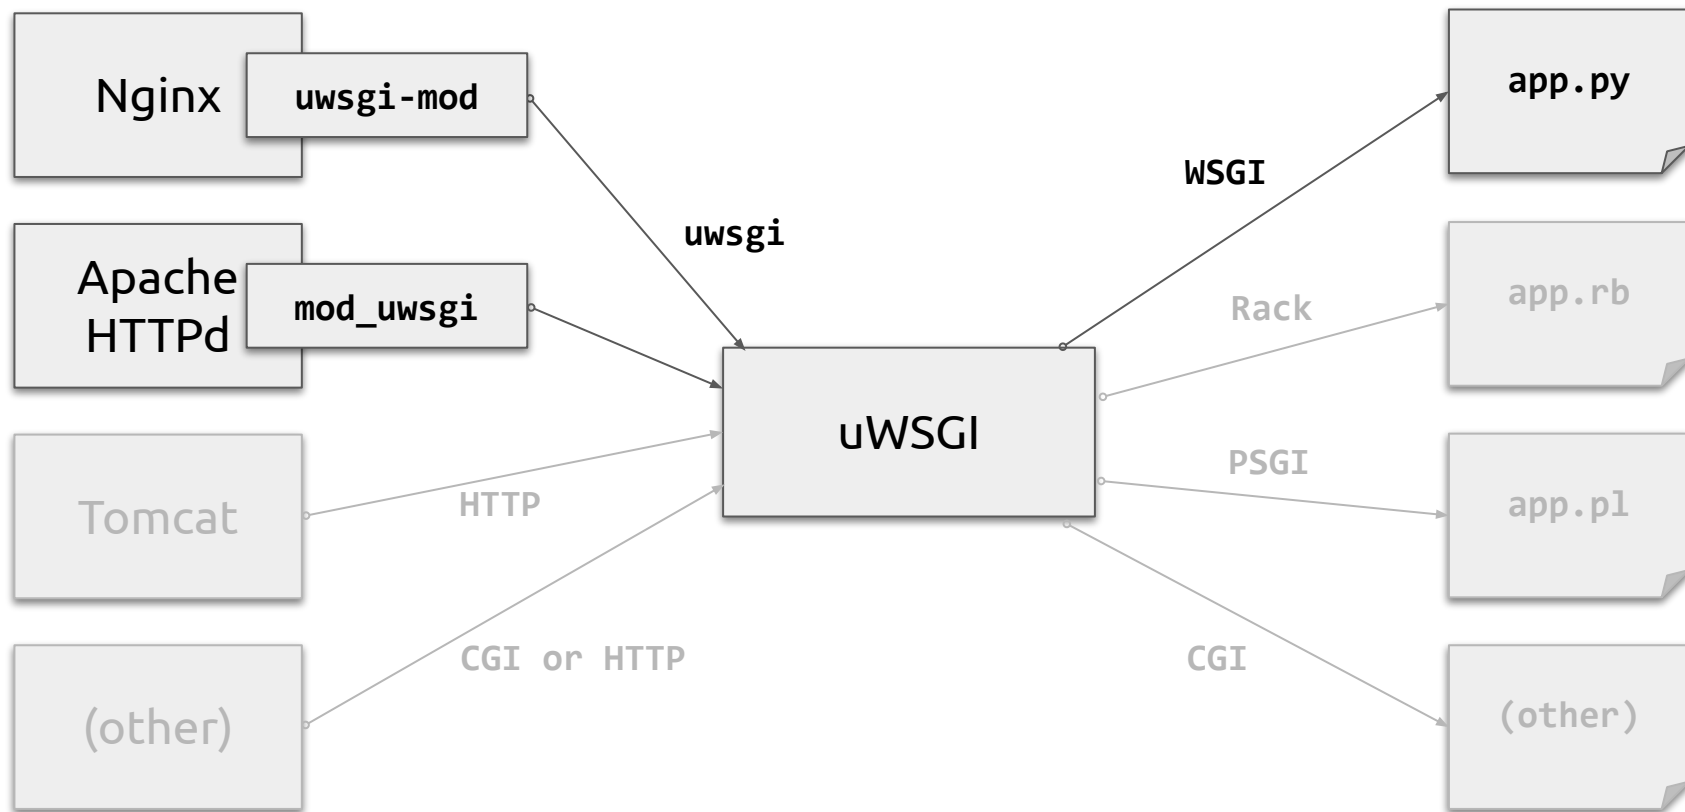 Nginx
uwsgi-mod
app.py
WSGI
uwsgi
Apache
HTTPd
mod_uwsgi
Rack
app.rb
uWSGI
Tomcat
HTTP
PSGI
app.pl
(other)
CGI or HTTP
CGI
(other)